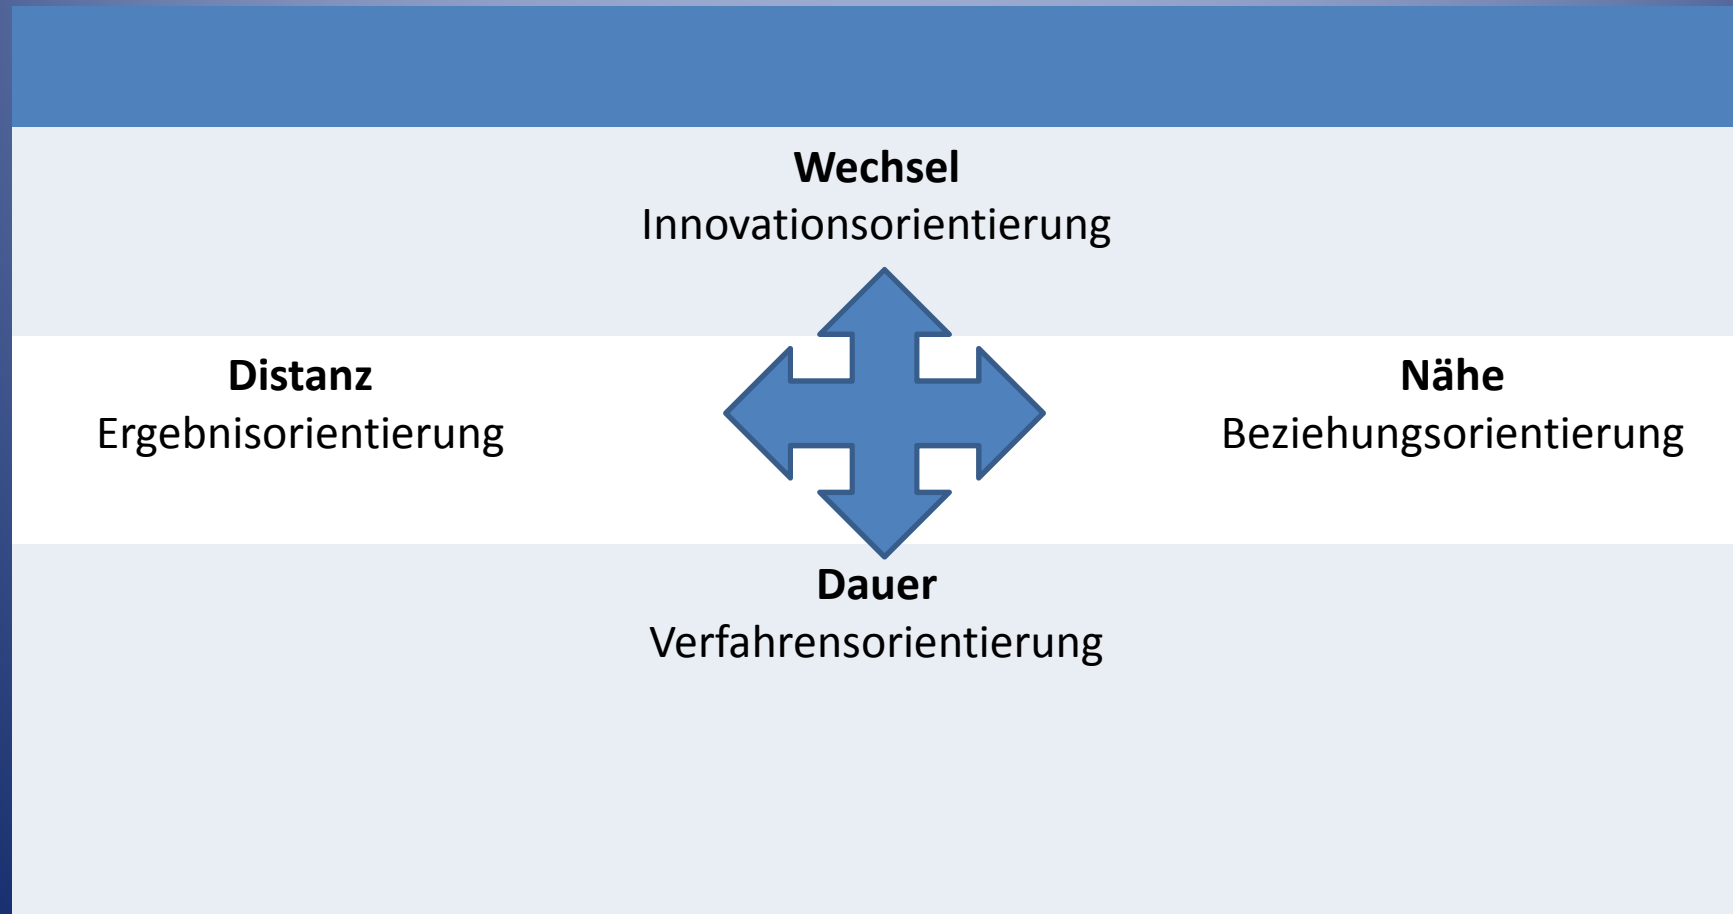 Wechsel
Innovationsorientierung
Distanz
Ergebnisorientierung
Nähe
Beziehungsorientierung
Dauer
Verfahrensorientierung